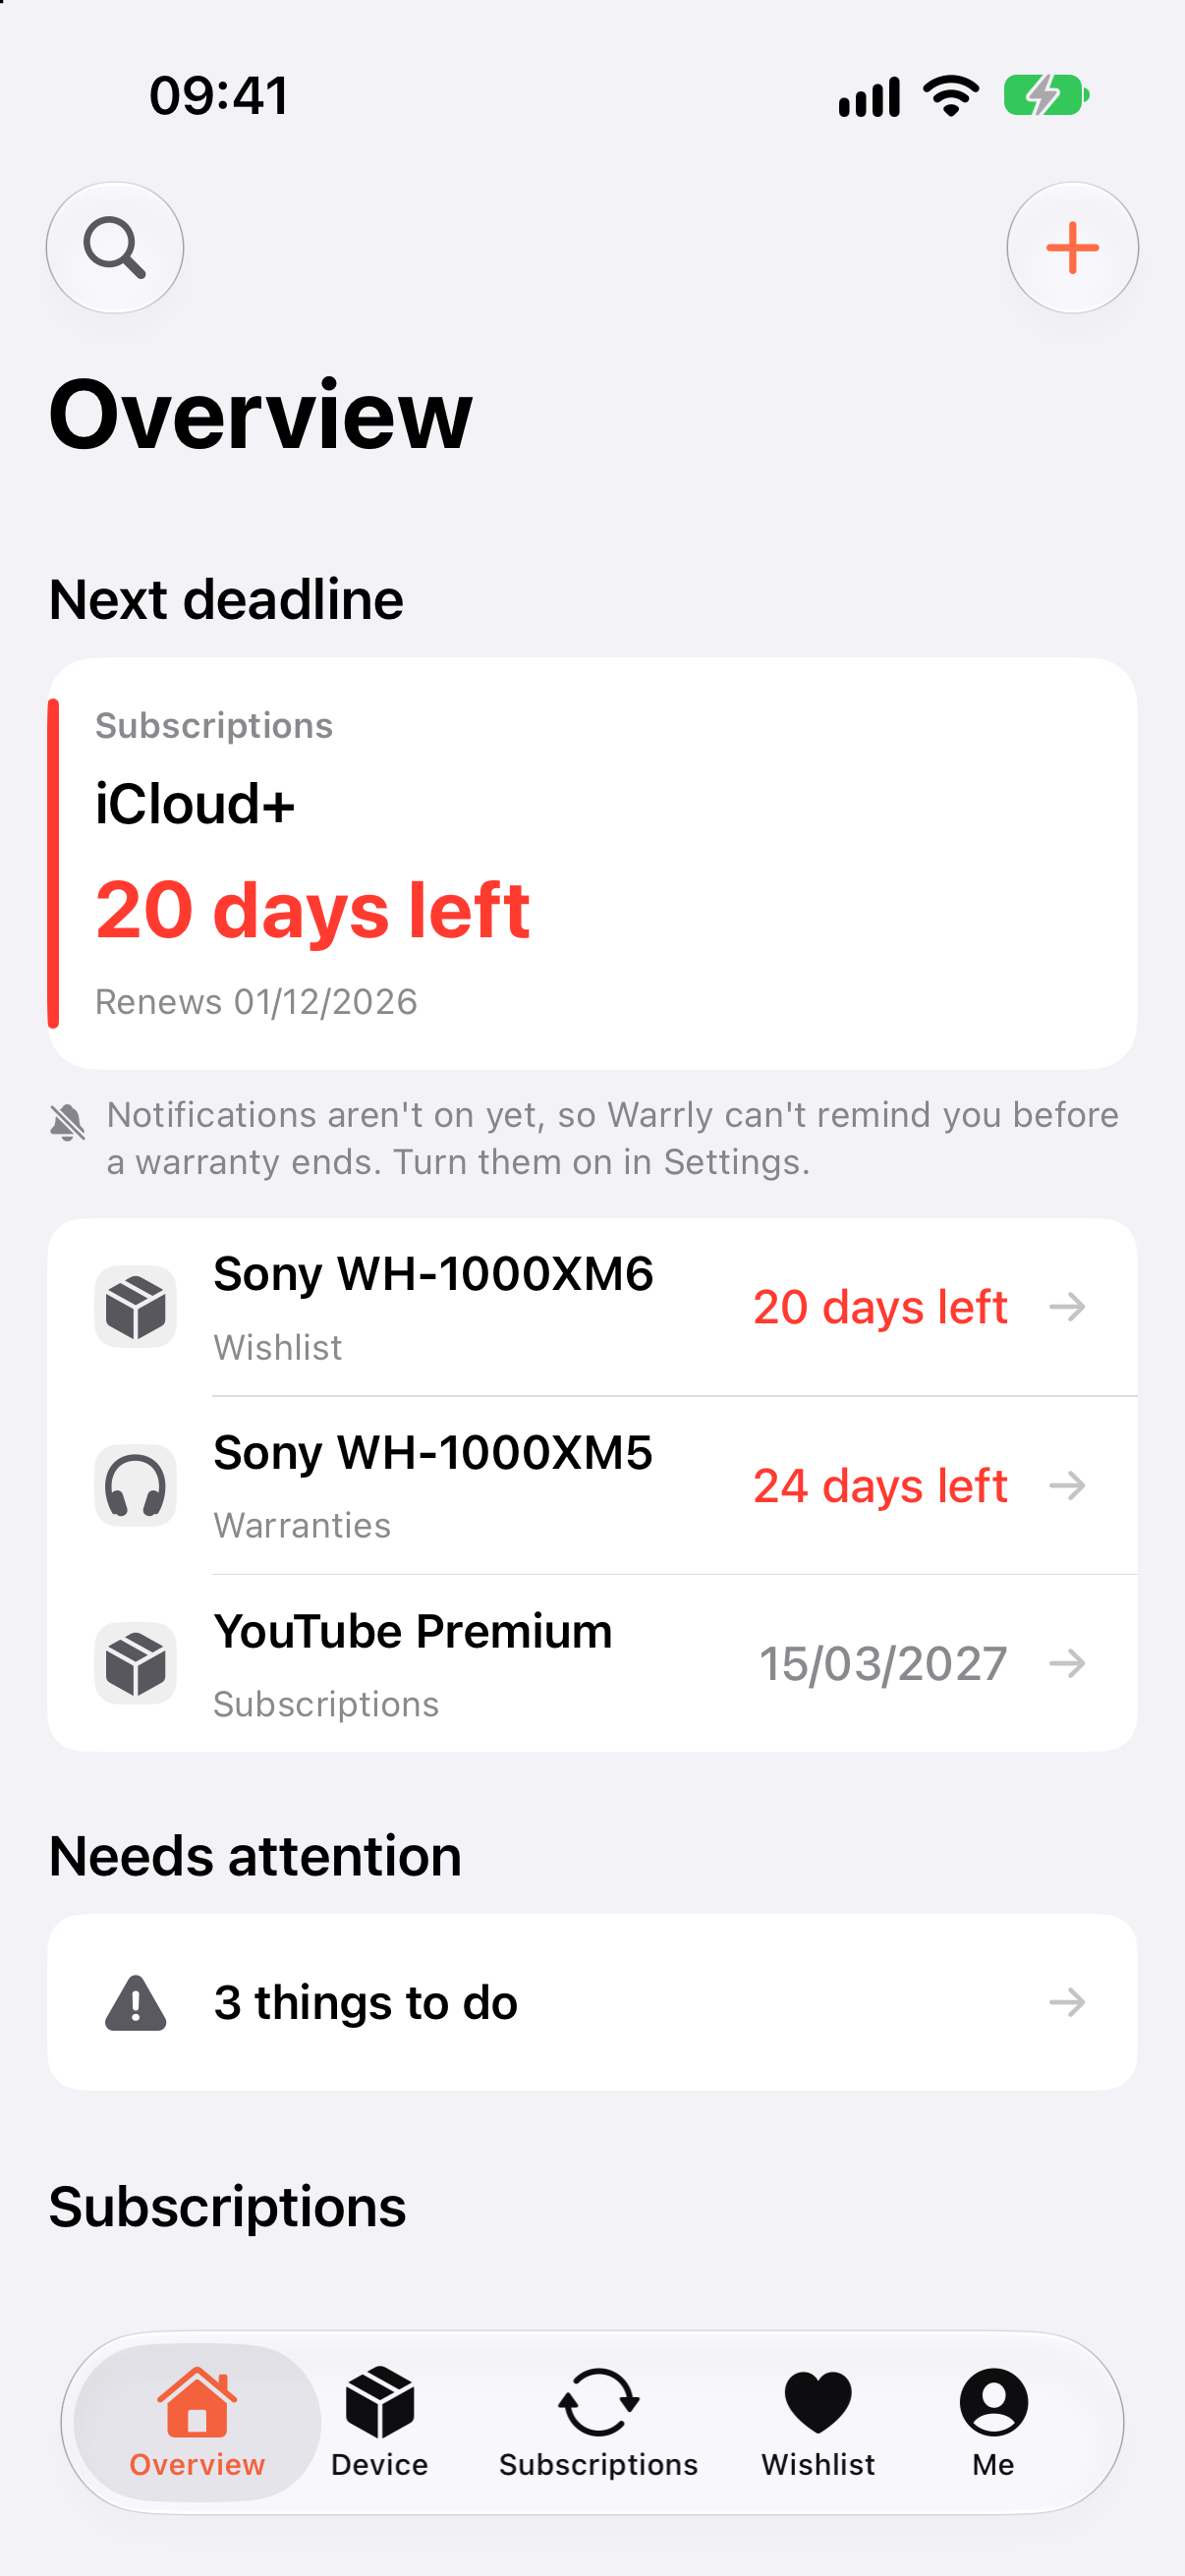 09:41
Overview
Next deadline
Subscriptions
iCloud+
20 days left
Renews 01/12/2026
Notifications aren't on yet, so Warrly can't remind you before
a warranty ends. Turn them on in Settings.
Sony WH-1000XM6
Wishlist
20 days left
Sony WH-1000XM5
Warranties
24 days left
YouTube Premium
Subscriptions
15/03/2027
Needs attention
3 things to do
Subscriptions
Overview
Device
Subscriptions
Wishlist
Me